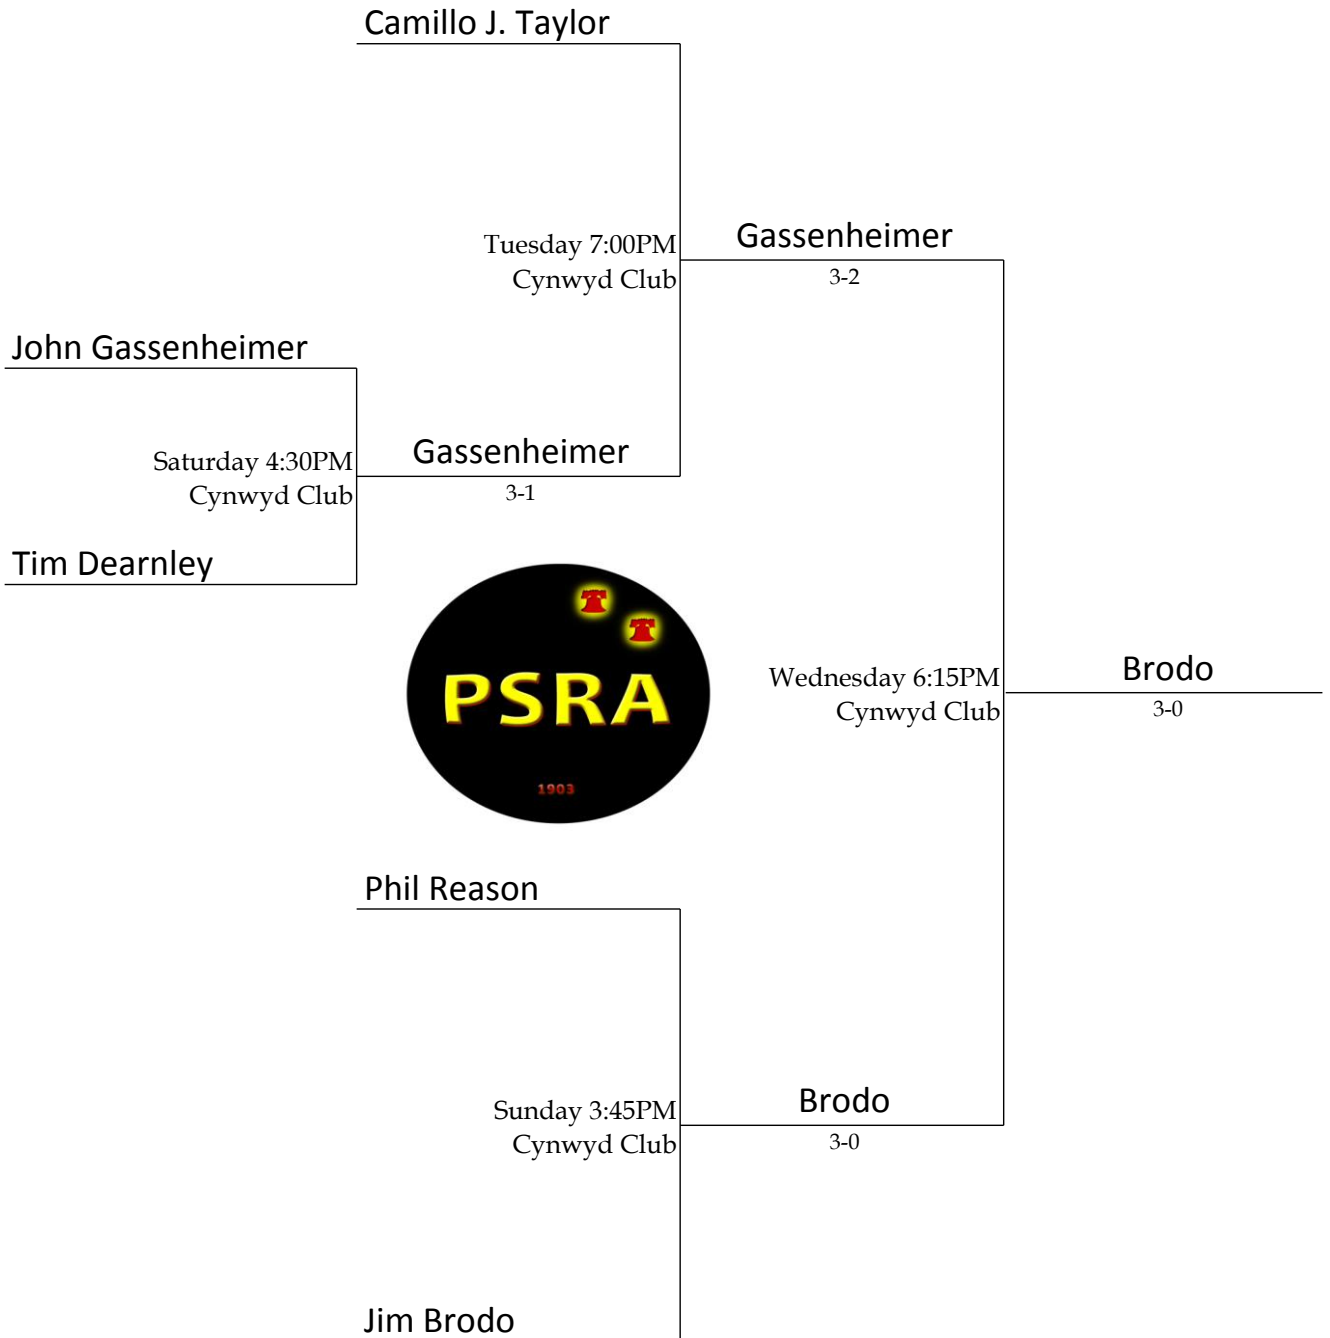 Camillo J. Taylor
Tuesday 7:00PM
Cynwyd Club
Gassenheimer
3-2
John Gassenheimer
Saturday 4:30PM
Cynwyd Club
Gassenheimer
3-1
Tim Dearnley
PSRA
1903
Wednesday 6:15PM
Cynwyd Club
Brodo
3-0
Phil Reason
Sunday 3:45PM
Cynwyd Club
Brodo
3-0
Jim Brodo